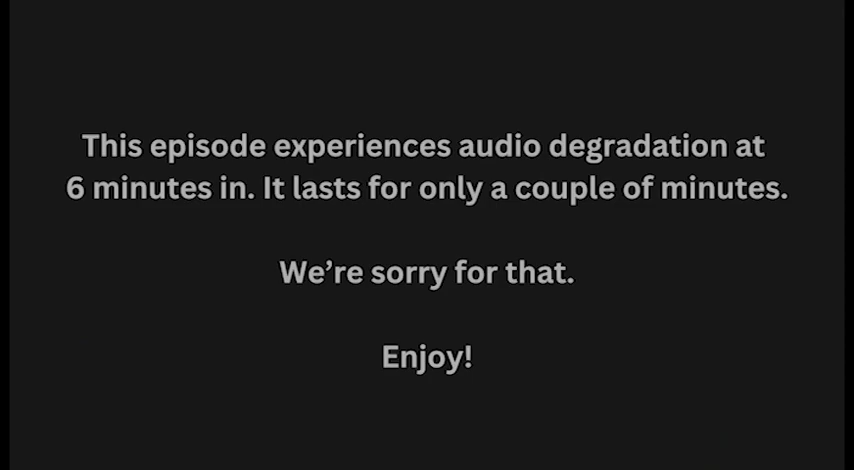 This episode experiences audio degradation at
6 minutes in. It lasts for only a couple of minutes.
We’re sorry for that.
Enjoy!